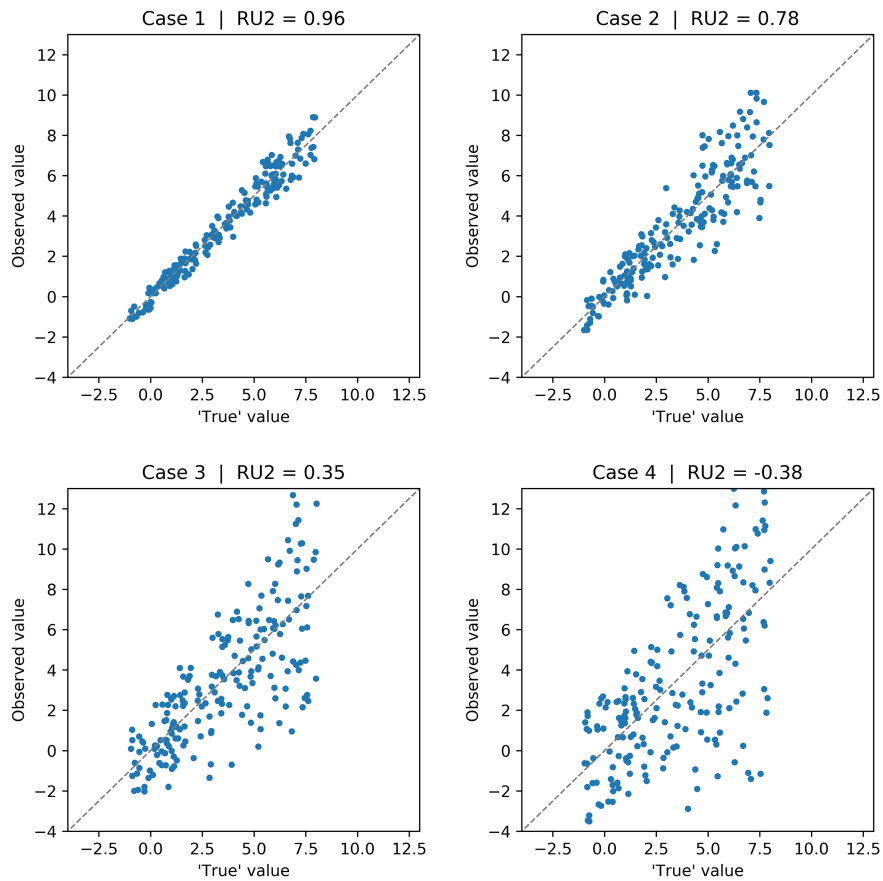 Case 1 | RU2 = 0.96
12
10
8
6
4
2
0
−2
−4
Observed value
−2.5 0.0 2.5 5.0 7.5 10.0 12.5
'True' value
Case 2 | RU2 = 0.78
12
10
8
6
4
2
0
−2
−4
Observed value
−2.5 0.0 2.5 5.0 7.5 10.0 12.5
'True' value
Case 3 | RU2 = 0.35
12
10
8
6
4
2
0
−2
−4
Observed value
−2.5 0.0 2.5 5.0 7.5 10.0 12.5
'True' value
Case 4 | RU2 = -0.38
12
10
8
6
4
2
0
−2
−4
Observed value
−2.5 0.0 2.5 5.0 7.5 10.0 12.5
'True' value